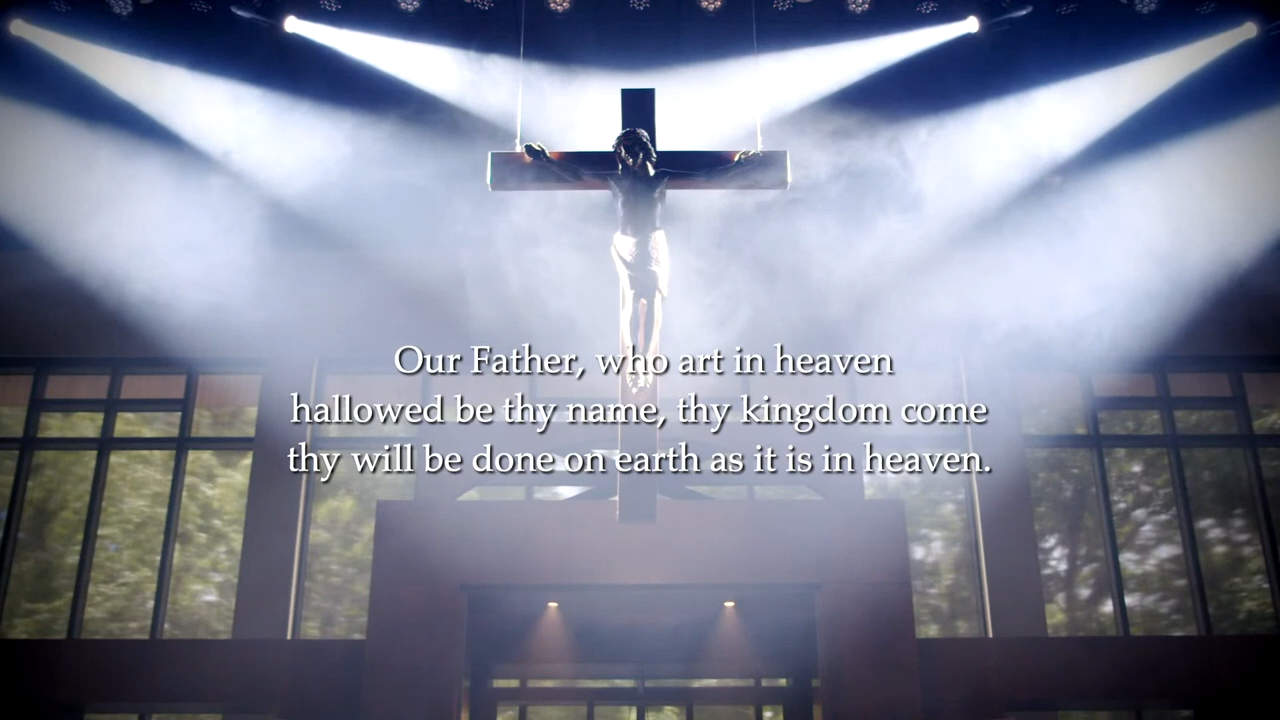 Our Father, who art in heaven
hallowed be thy name, thy kingdom come
thy will be done on earth as it is in heaven.